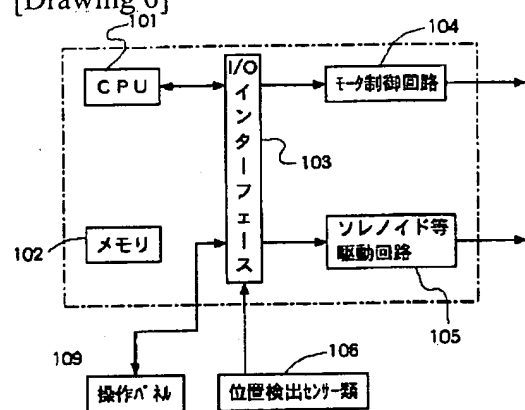 [Drawing 6]
101
CPU
102
メモリ
I/Oインターフェース
103
104
モータ制御回路
ソレノイド等
駆動回路
105
109
操作パネル
106
位置検出センサー類